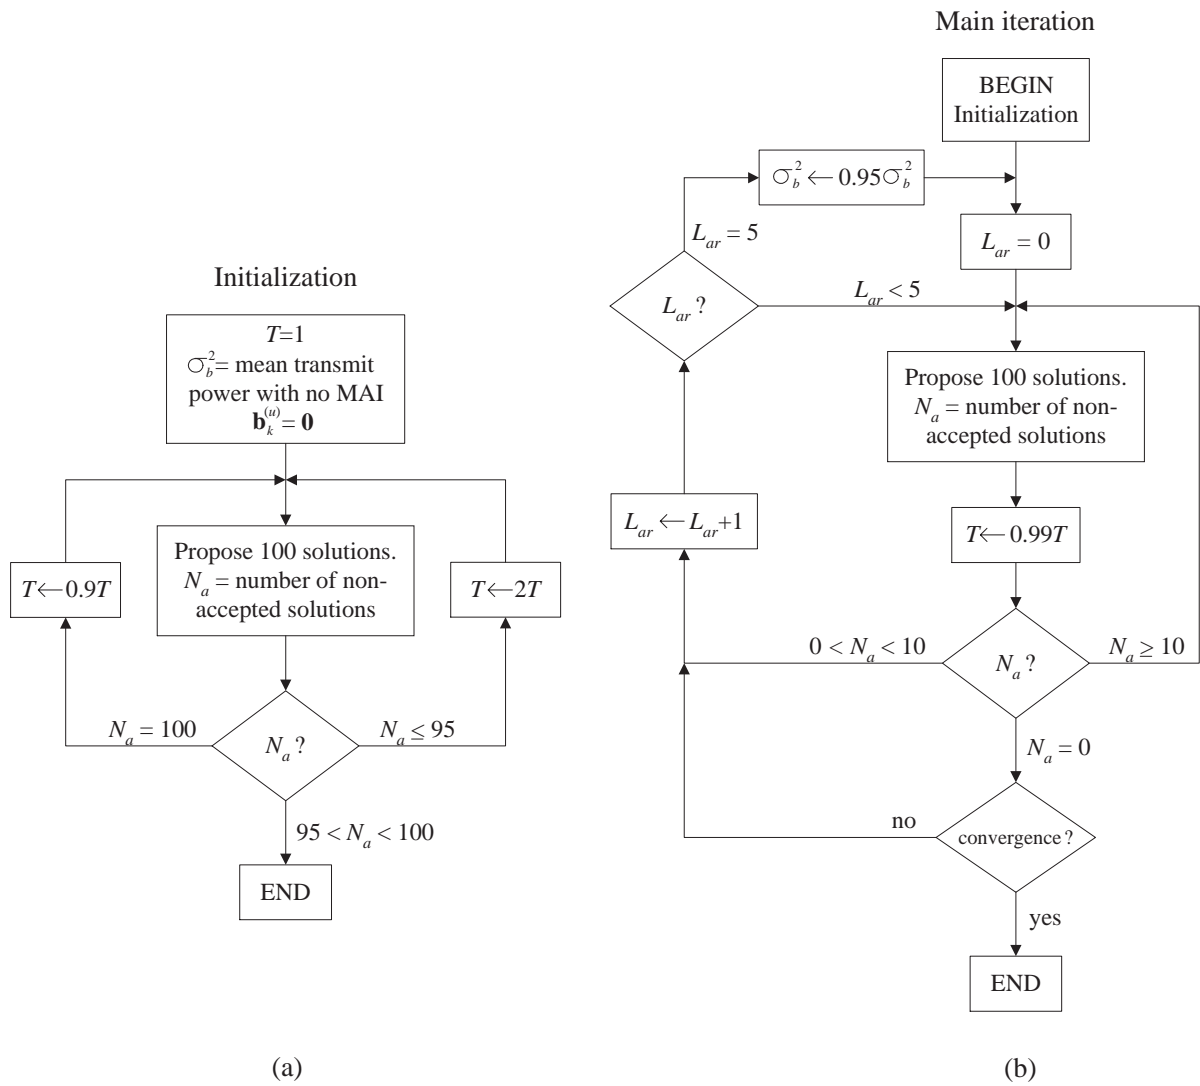 Initialization
T=1
σ_b^2= mean transmit
power with no MAI
b_k^(u)= 0
Propose 100 solutions.
N_a = number of non-
accepted solutions
T←0.9T
T←2T
N_a = 100
N_a ?
N_a ≤ 95
95 < N_a < 100
END
(a)
Main iteration
BEGIN
Initialization
σ_b^2 ← 0.95σ_b^2
L_ar = 5
L_ar = 0
L_ar ?
L_ar < 5
Propose 100 solutions.
N_a = number of non-
accepted solutions
L_ar ← L_ar+1
T← 0.99T
0 < N_a < 10
N_a ?
N_a ≥ 10
N_a = 0
no
convergence ?
yes
END
(b)